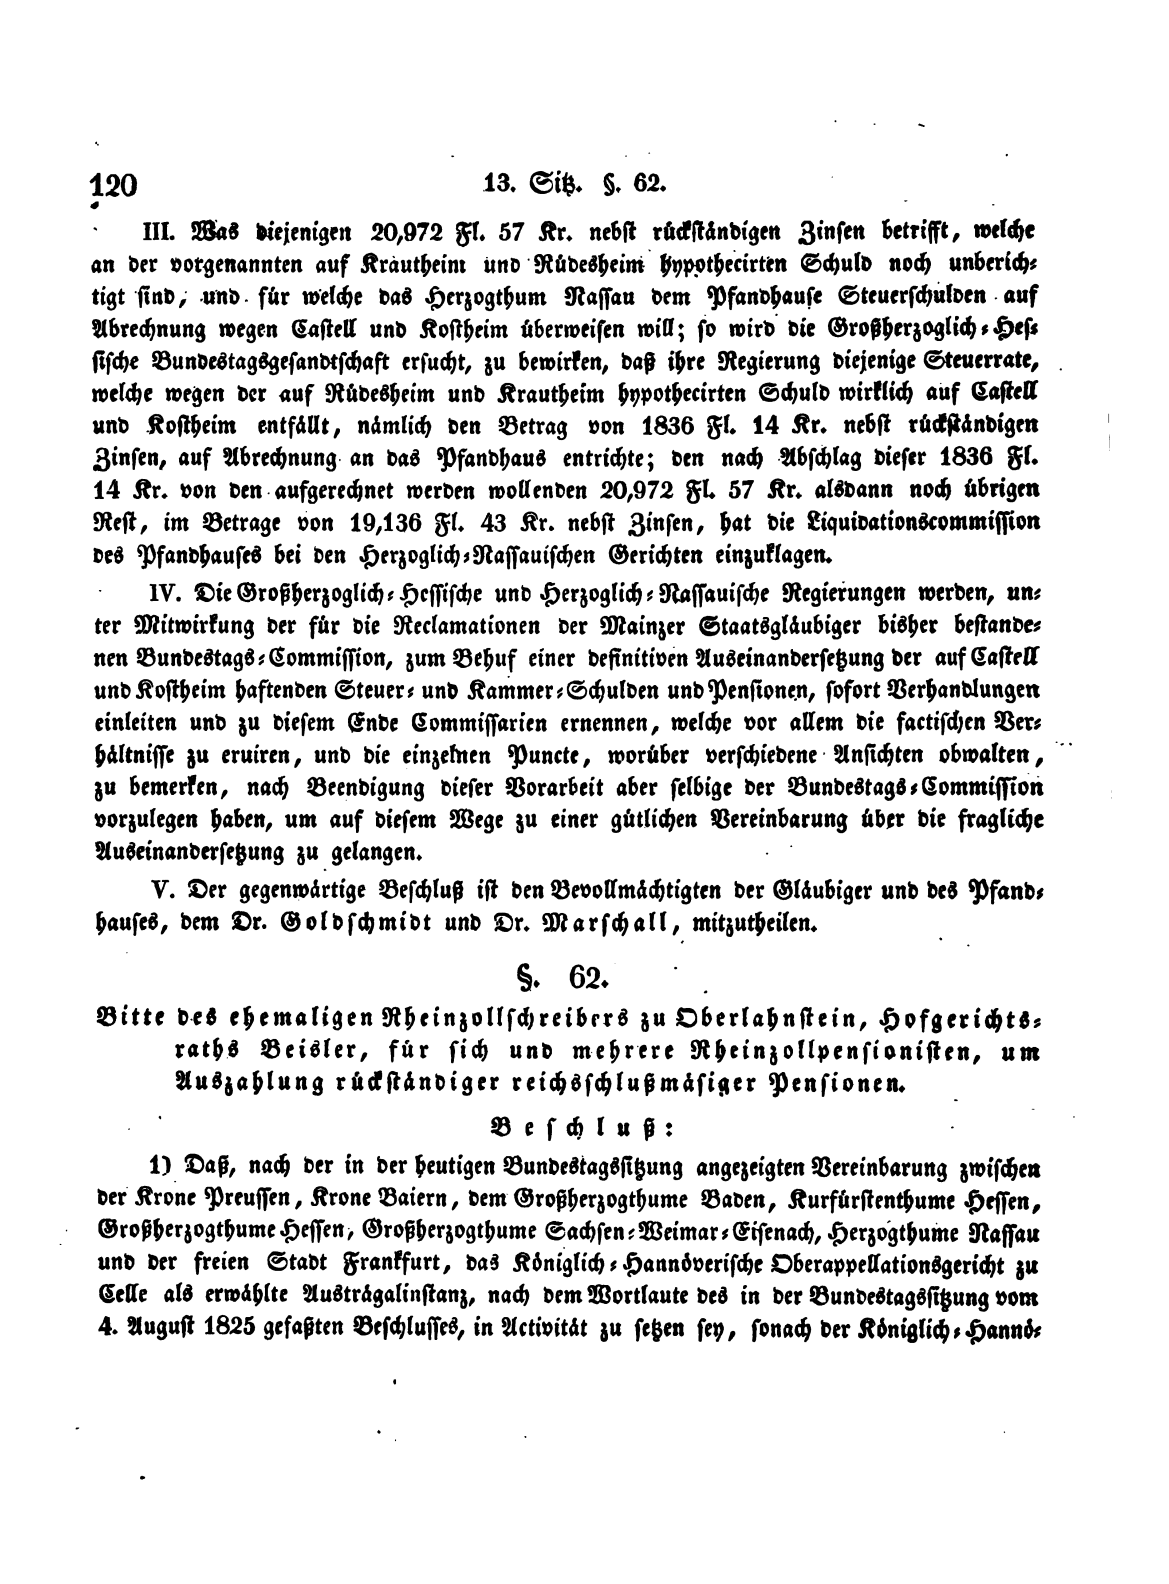 120
13. Sitz. §. 62.
III. Was diejenigen 20,972 Fl. 57 Kr. nebst rückständigen Zinsen betrifft, welche
an der vorgenannten auf Krautheim und Rüdesheim hypothecirten Schuld noch unberich-
tigt sind, und für welche das Herzogthum Nassau dem Pfandhause Steuerschulden auf
Abrechnung wegen Castell und Kostheim überweisen will; so wird die Großherzoglich-Hes-
sische Bundestagsgesandtschaft ersucht, zu bewirken, daß ihre Regierung diejenige Steuerrate,
welche wegen der auf Rüdesheim und Krautheim hypothecirten Schuld wirklich auf Castell
und Kostheim entfällt, nämlich den Betrag von 1836 Fl. 14 Kr. nebst rückständigen
Zinsen, auf Abrechnung an das Pfandhaus entrichte; den nach Abschlag dieser 1836 Fl.
14 Kr. von den aufgerechnet werden wollenden 20,972 Fl. 57 Kr. alsdann noch übrigen
Rest, im Betrage von 19,136 Fl. 43 Kr. nebst Zinsen, hat die Liquidationscommission
des Pfandhauses bei den Herzoglich-Nassauischen Gerichten einzuklagen.
IV. Die Großherzoglich-Hessische und Herzoglich-Nassauische Regierungen werden, un-
ter Mitwirkung der für die Reclamationen der Mainzer Staatsgläubiger bisher bestande-
nen Bundestags-Commission, zum Behuf einer definitiven Auseinandersetzung der auf Castell
und Kostheim haftenden Steuer- und Kammer-Schulden und Pensionen, sofort Verhandlungen
einleiten und zu diesem Ende Commissarien ernennen, welche vor allem die factischen Ver-
hältnisse zu eruiren, und die einzelnen Puncte, worüber verschiedene Ansichten obwalten,
zu bemerken, nach Beendigung dieser Vorarbeit aber selbige der Bundestags-Commission
vorzulegen haben, um auf diesem Wege zu einer gütlichen Vereinbarung über die fragliche
Auseinandersetzung zu gelangen.
V. Der gegenwärtige Beschluß ist den Bevollmächtigten der Gläubiger und des Pfand-
hauses, dem Dr. Goldschmidt und Dr. Marschall, mitzutheilen.
§. 62.
Bitte des ehemaligen Rheinzollschreibers zu Oberlahnstein, Hofgerichts-
raths Beisler, für sich und mehrere Rheinzollpensionisten, um
Auszahlung rückständiger reichsschlußmäsiger Pensionen.
Beschluß:
1) Daß, nach der in der heutigen Bundestagssitzung angezeigten Vereinbarung zwischen
der Krone Preussen, Krone Baiern, dem Großherzogthume Baden, Kurfürstenthume Hessen,
Großherzogthume Hessen, Großherzogthume Sachsen-Weimar-Eisenach, Herzogthume Nassau
und der freien Stadt Frankfurt, das Königlich-Hannöverische Oberappellationsgericht zu
Celle als erwählte Austrägalinstanz, nach dem Wortlaute des in der Bundestagssitzung vom
4. August 1825 gefaßten Beschlusses, in Activität zu setzen sey, sonach der Königlich-Hannö-